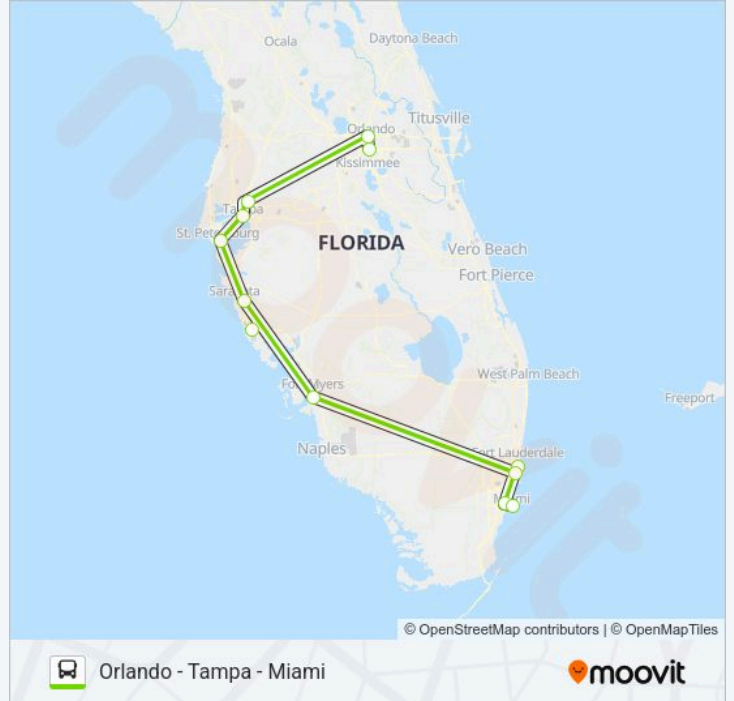 Ocala
Daytona Beach
Titusville
Orlando
Kissimmee
Tampa
St. Petersburg
FLORIDA
Vero Beach
Fort Pierce
Sarasota
Fort Myers
West Palm Beach
Freeport
Naples
Fort Lauderdale
Miami
moovit
© OpenStreetMap contributors | © OpenMapTiles
Orlando - Tampa - Miami
moovit